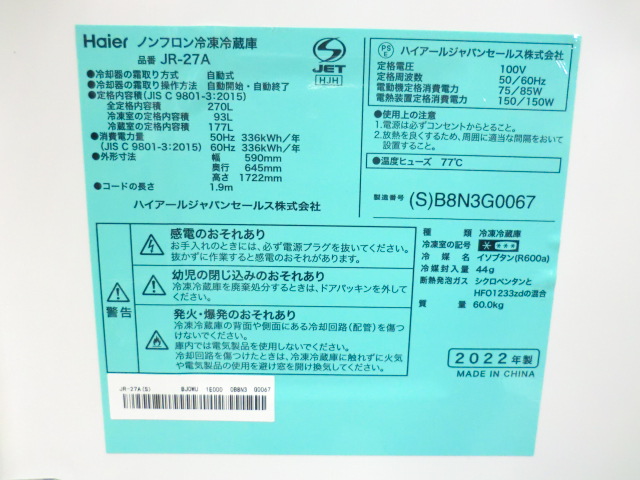 Haier ノンフロン冷凍冷蔵庫
品番 JR-27A
●冷却器の霜取り方式 自動式
●冷却器の霜取り操作方法 自動開始・自動終了
●定格内容積(JIS C 9801-3:2015)
全定格内容積 270L
冷凍室の定格内容積 93L
冷蔵室の定格内容積 177L
●消費電力量 50Hz 336kWh/年
(JIS C 9801-3:2015) 60Hz 336kWh/年
●外形寸法 幅 590mm
奥行 645mm
高さ 1722mm
●コードの長さ 1.9m
ハイアールジャパンセールス株式会社
S JET
HJH
PS E ハイアールジャパンセールス株式会社
定格電圧 100V
定格周波数 50/60Hz
電動機定格消費電力 75/85W
電熱装置定格消費電力 150/150W
●使用上の注意
1.電源は必ずコンセントからとること。
2.放熱を良くするため、周囲に適当な間隔をおいて
設置すること。
●温度ヒューズ 77℃
製造番号 (S)B8N3G0067
種類 冷凍冷蔵庫
冷凍室の記号
冷媒名 イソブタン(R600a)
冷媒封入量 44g
断熱発泡ガス シクロペンタンと
HFO1233zdの混合
質量 60.0kg
2022年製
MADE IN CHINA
警告
感電のおそれあり
お手入れのときには、必ず電源プラグを抜いてください。
抜かずに作業すると感電することがあります。
幼児の閉じ込みのおそれあり
冷凍冷蔵庫を廃棄処分するときは、ドアパッキンを外して
ください。
発火・爆発のおそれあり
冷凍冷蔵庫の背面や側面にある冷却回路(配管)を傷つ
けないでください。
庫内では電気製品を使用しないでください。
冷却回路を傷つけたときは、冷凍冷蔵庫に触れずに火気
や電気製品の使用を避け窓を開け換気してください。
JR-27A(S) BJ0WU 1E000 0B8N3 G0067